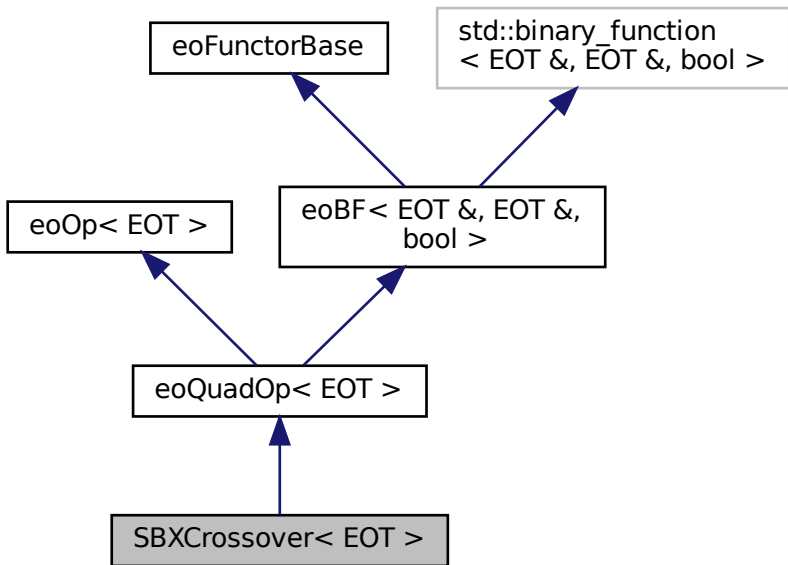 eoFunctorBase
std::binary_function
< EOT &, EOT &, bool >
eoOp< EOT >
eoBF< EOT &, EOT &,
bool >
eoQuadOp< EOT >
SBXCrossover< EOT >